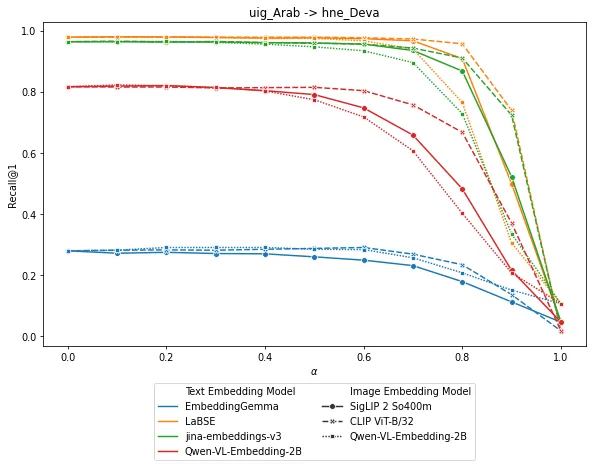 uig_Arab -> hne_Deva
1.0
0.8
0.6
0.4
0.2
0.0
Recall@1
0.0 0.2 0.4 0.6 0.8 1.0
α
Text Embedding Model
EmbeddingGemma
LaBSE
jina-embeddings-v3
Qwen-VL-Embedding-2B
Image Embedding Model
SigLIP 2 So400m
CLIP ViT-B/32
Qwen-VL-Embedding-2B